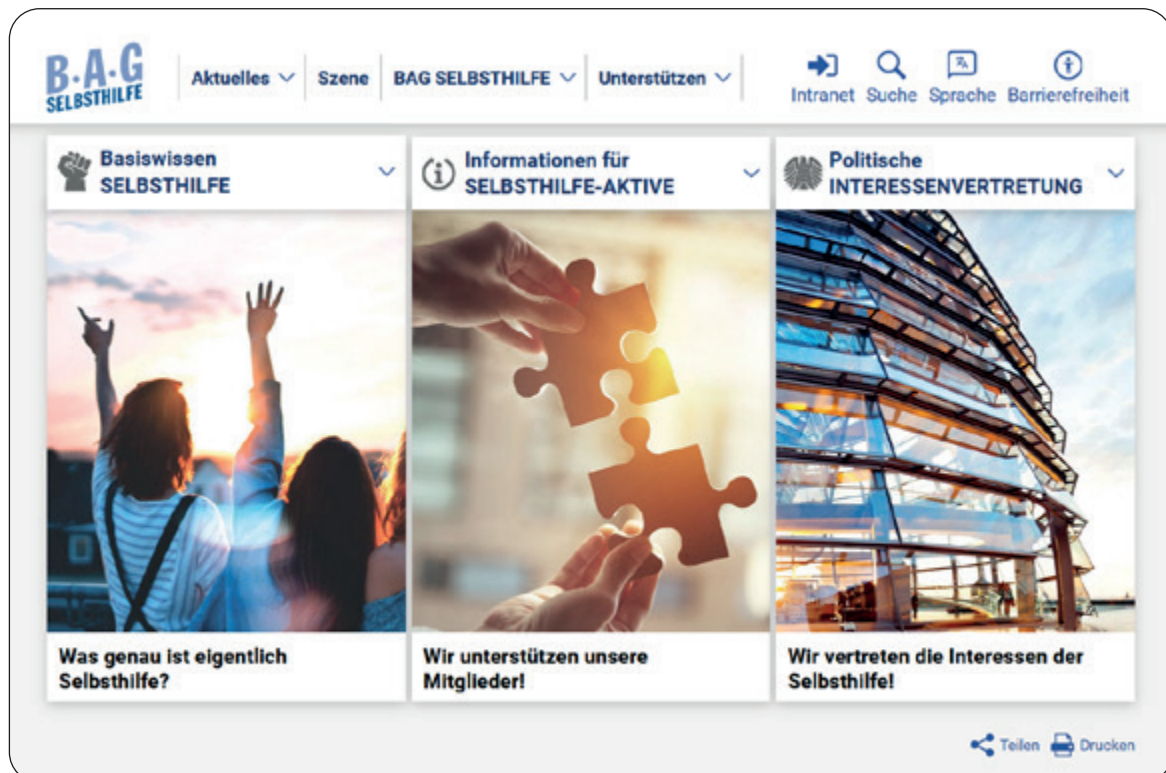 B·A·G
SELBSTHILFE
Aktuelles
Szene
BAG SELBSTHILFE
Unterstützen
Intranet
Suche
Sprache
Barrierefreiheit
Basiswissen
SELBSTHILFE
Informationen für
SELBSTHILFE-AKTIVE
Politische
INTERESSENVERTRETUNG
Was genau ist eigentlich
Selbsthilfe?
Wir unterstützen unsere
Mitglieder!
Wir vertreten die Interessen der
Selbsthilfe!
Teilen
Drucken